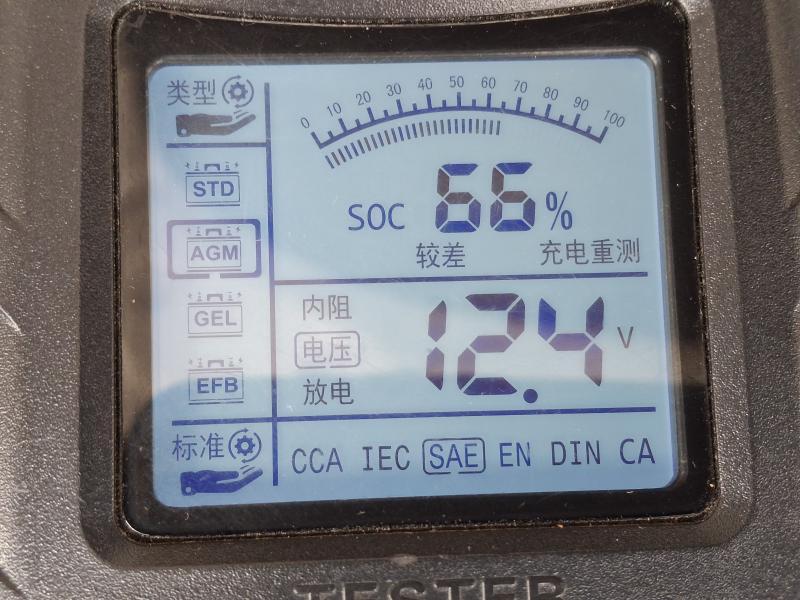 类型
0 10 20 30 40 50 60 70 80 90 100
STD
SOC 66%
AGM
较差 充电重测
GEL
内阻
电压 12.4 V
EFB
放电
标准
CCA IEC SAE EN DIN CA
TESTER